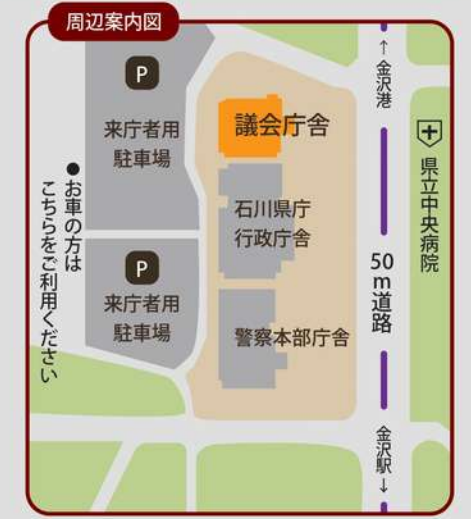 周辺案内図
P
来庁者用
駐車場
●お車の方は
こちらをご利用ください
P
来庁者用
駐車場
議会庁舎
石川県庁
行政庁舎
警察本部庁舎
↑金沢港
50m道路
金沢駅↓
県立中央病院